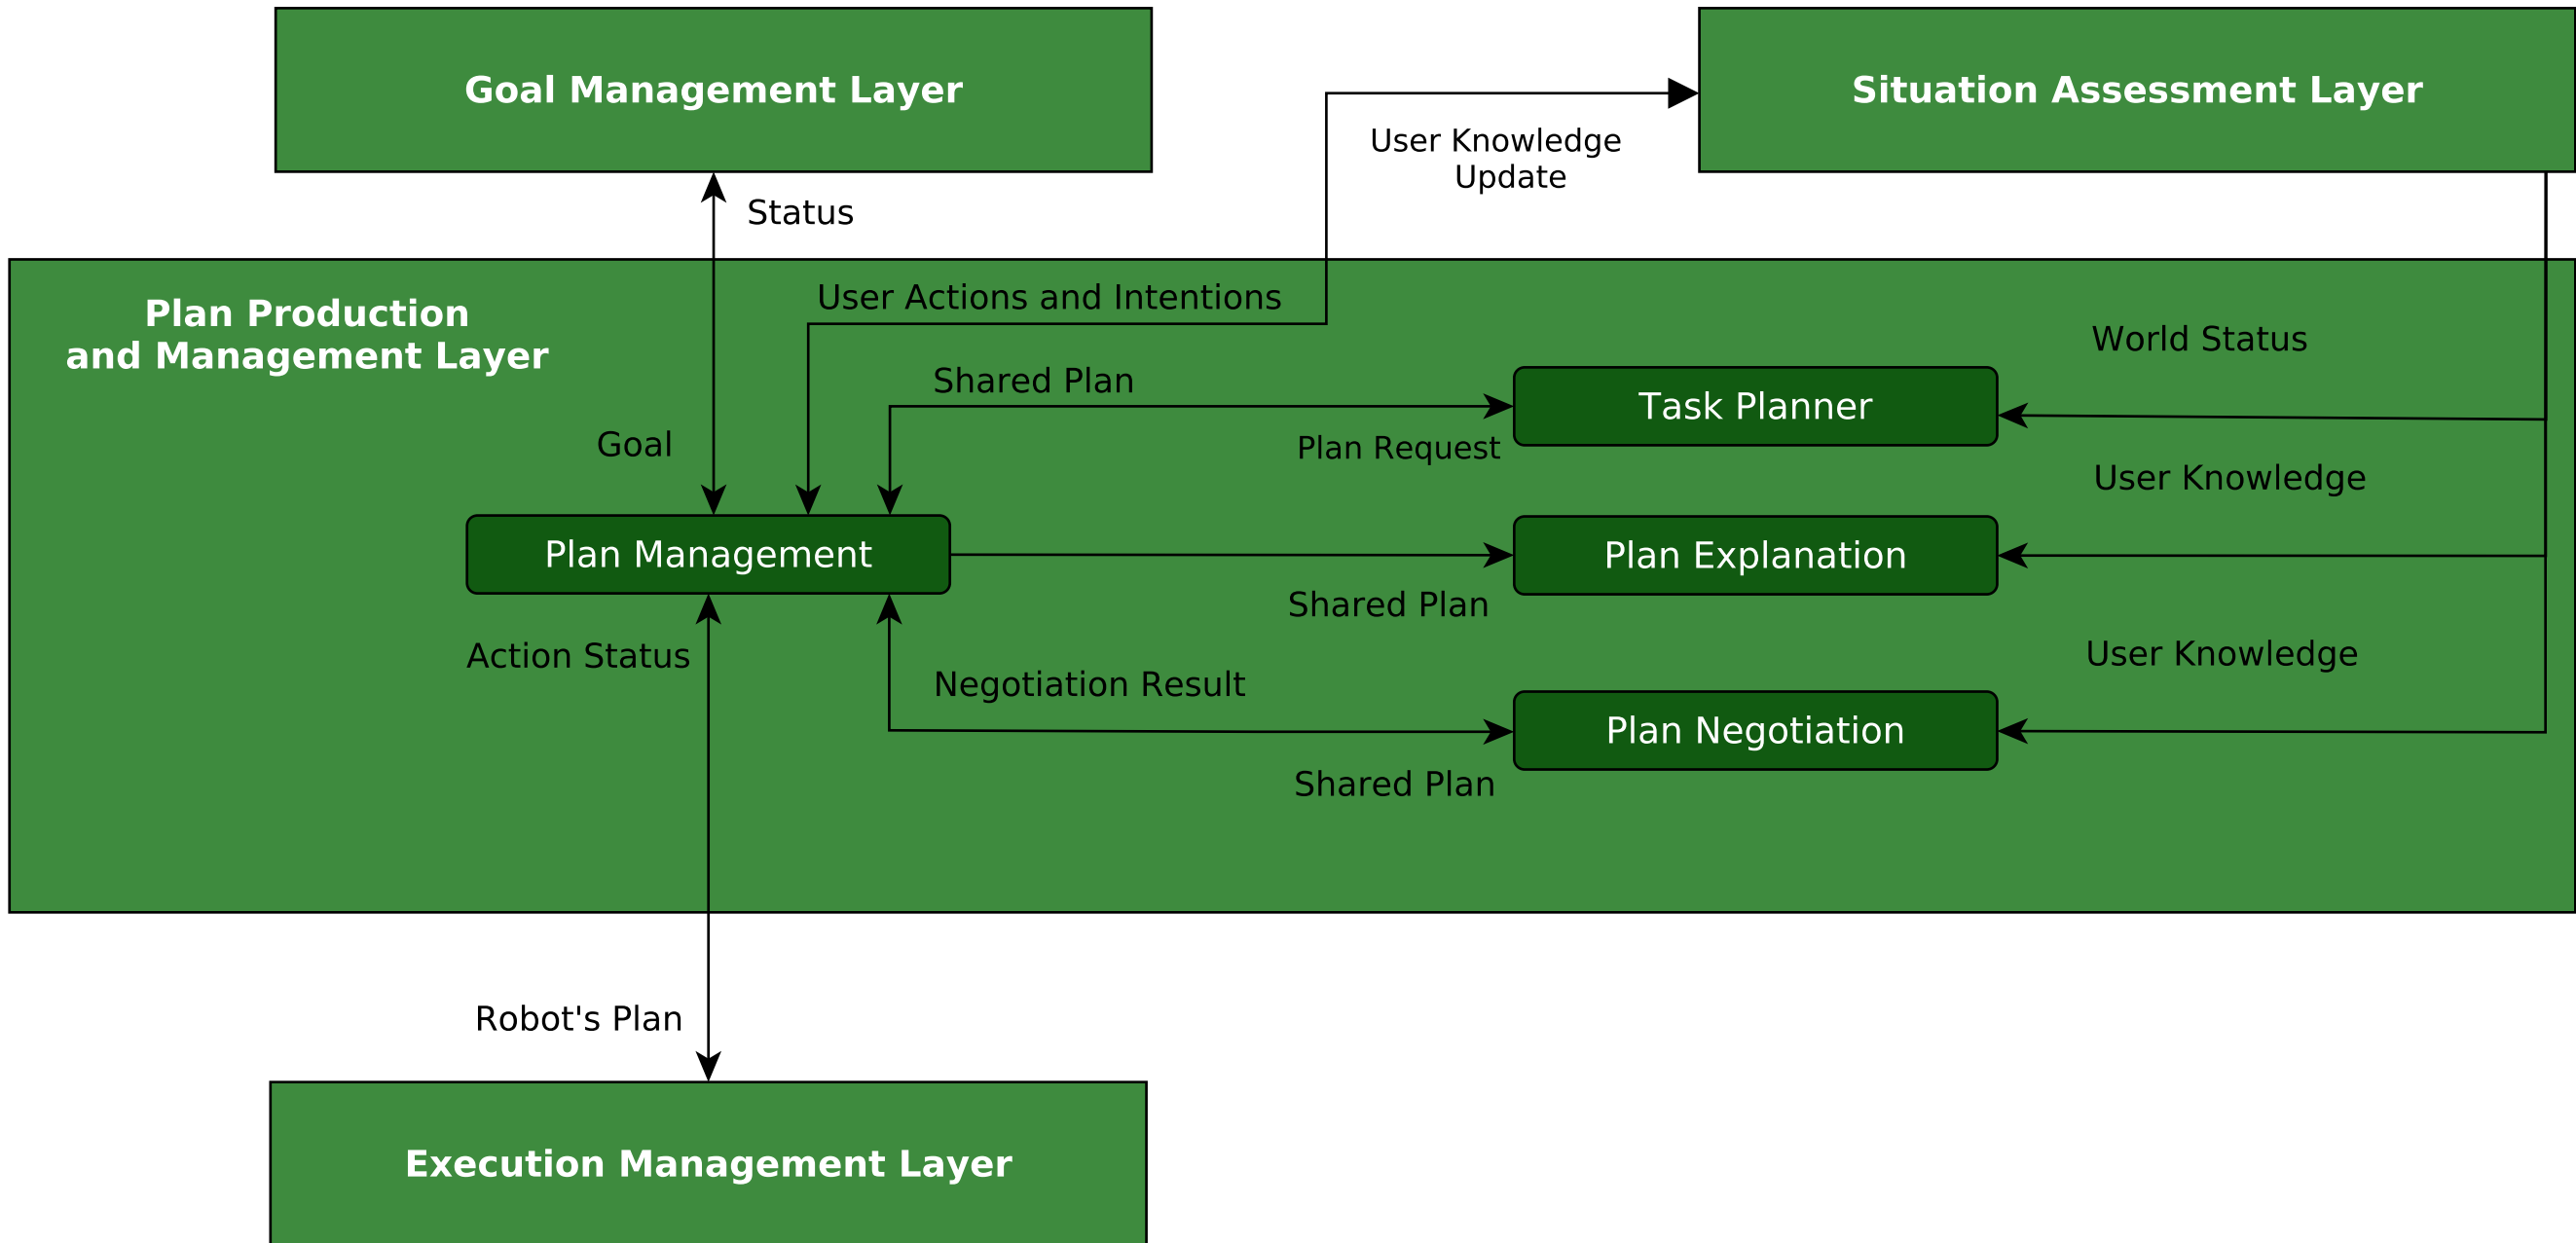 Goal Management Layer
Situation Assessment Layer
User Knowledge
Update
Status
Plan Production
and Management Layer
User Actions and Intentions
World Status
Shared Plan
Task Planner
Goal
Plan Request
User Knowledge
Plan Management
Plan Explanation
Shared Plan
Action Status
User Knowledge
Negotiation Result
Plan Negotiation
Shared Plan
Robot's Plan
Execution Management Layer